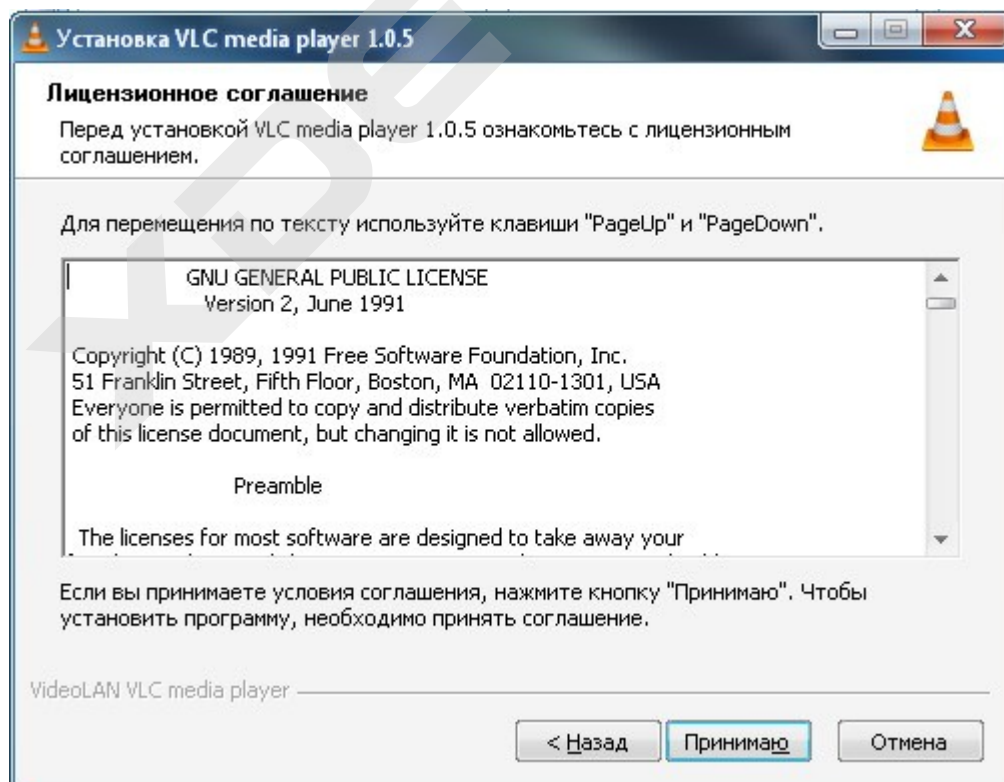 Установка VLC media player 1.0.5
Лицензионное соглашение
Перед установкой VLC media player 1.0.5 ознакомьтесь с лицензионным
соглашением.
Для перемещения по тексту используйте клавиши "PageUp" и "PageDown".
GNU GENERAL PUBLIC LICENSE
Version 2, June 1991
Copyright (C) 1989, 1991 Free Software Foundation, Inc.
51 Franklin Street, Fifth Floor, Boston, MA  02110-1301, USA
Everyone is permitted to copy and distribute verbatim copies
of this license document, but changing it is not allowed.
Preamble
The licenses for most software are designed to take away your
Если вы принимаете условия соглашения, нажмите кнопку "Принимаю". Чтобы
установить программу, необходимо принять соглашение.
VideoLAN VLC media player
< Назад Принимаю Отмена